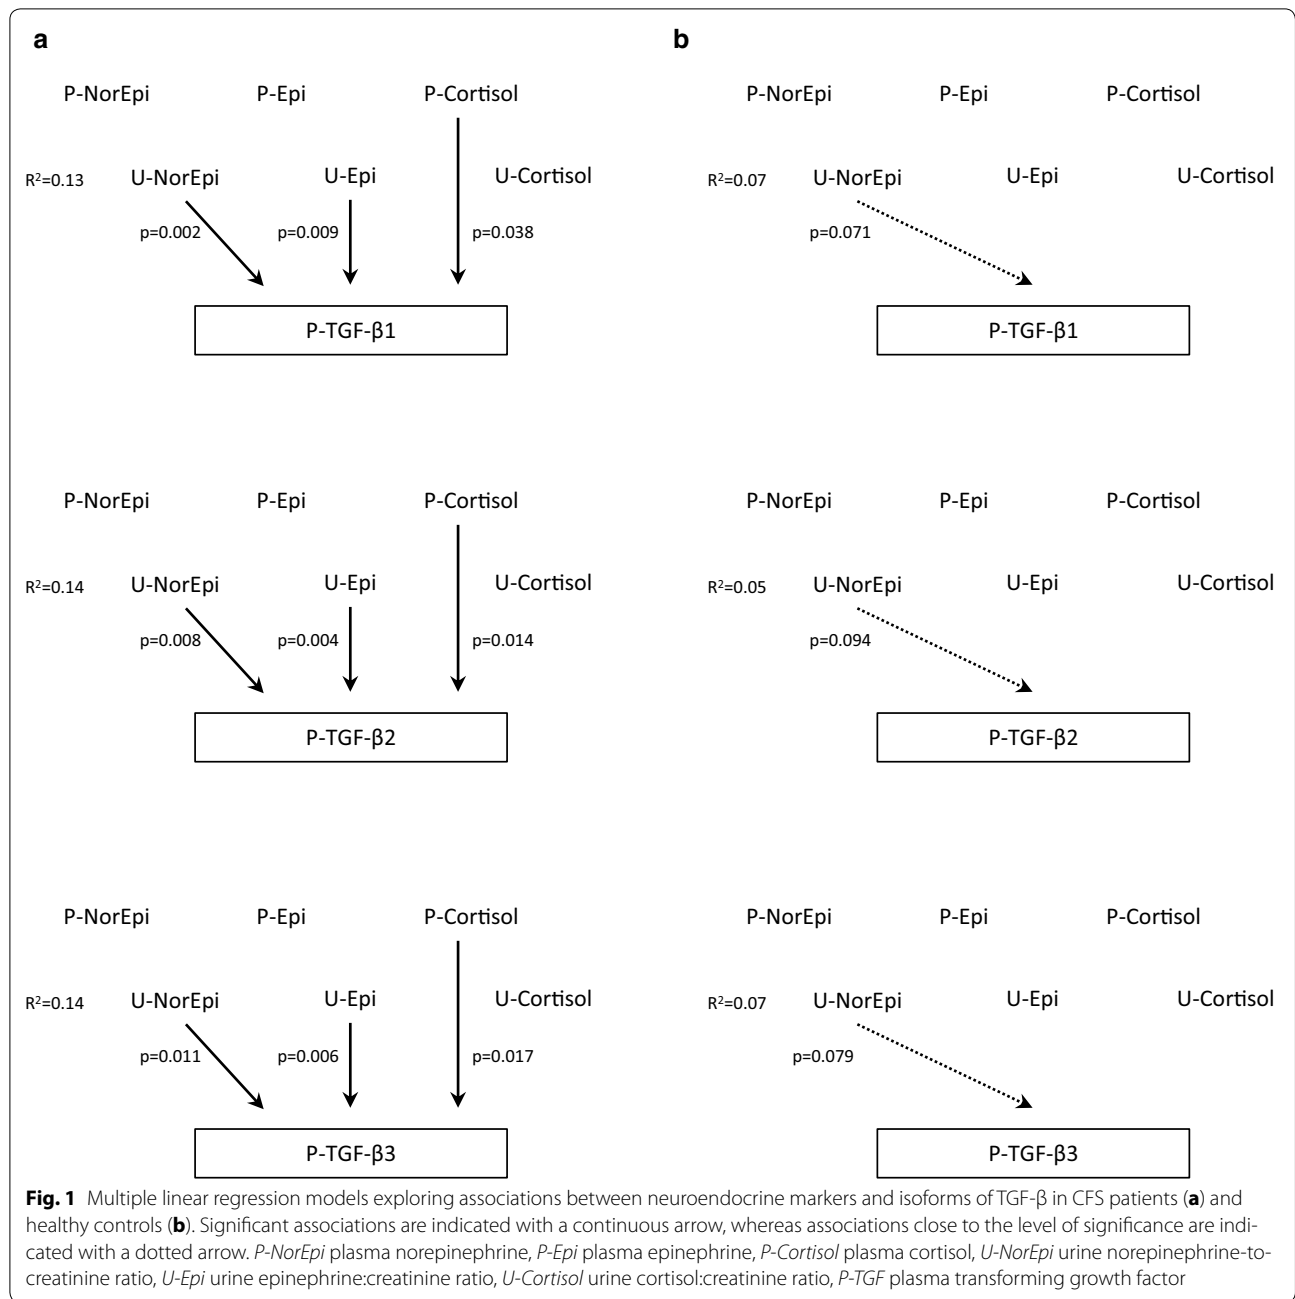 a
P-NorEpi P-Epi P-Cortisol
R²=0.13 U-NorEpi U-Epi U-Cortisol
p=0.002 p=0.009 p=0.038
P-TGF-β1
P-NorEpi P-Epi P-Cortisol
R²=0.14 U-NorEpi U-Epi U-Cortisol
p=0.008 p=0.004 p=0.014
P-TGF-β2
P-NorEpi P-Epi P-Cortisol
R²=0.14 U-NorEpi U-Epi U-Cortisol
p=0.011 p=0.006 p=0.017
P-TGF-β3
b
P-NorEpi P-Epi P-Cortisol
R²=0.07 U-NorEpi U-Epi U-Cortisol
p=0.071
P-TGF-β1
P-NorEpi P-Epi P-Cortisol
R²=0.05 U-NorEpi U-Epi U-Cortisol
p=0.094
P-TGF-β2
P-NorEpi P-Epi P-Cortisol
R²=0.07 U-NorEpi U-Epi U-Cortisol
p=0.079
P-TGF-β3
Fig. 1 Multiple linear regression models exploring associations between neuroendocrine markers and isoforms of TGF-β in CFS patients (a) and
healthy controls (b). Significant associations are indicated with a continuous arrow, whereas associations close to the level of significance are indi-
cated with a dotted arrow. P-NorEpi plasma norepinephrine, P-Epi plasma epinephrine, P-Cortisol plasma cortisol, U-NorEpi urine norepinephrine-to-
creatinine ratio, U-Epi urine epinephrine:creatinine ratio, U-Cortisol urine cortisol:creatinine ratio, P-TGF plasma transforming growth factor